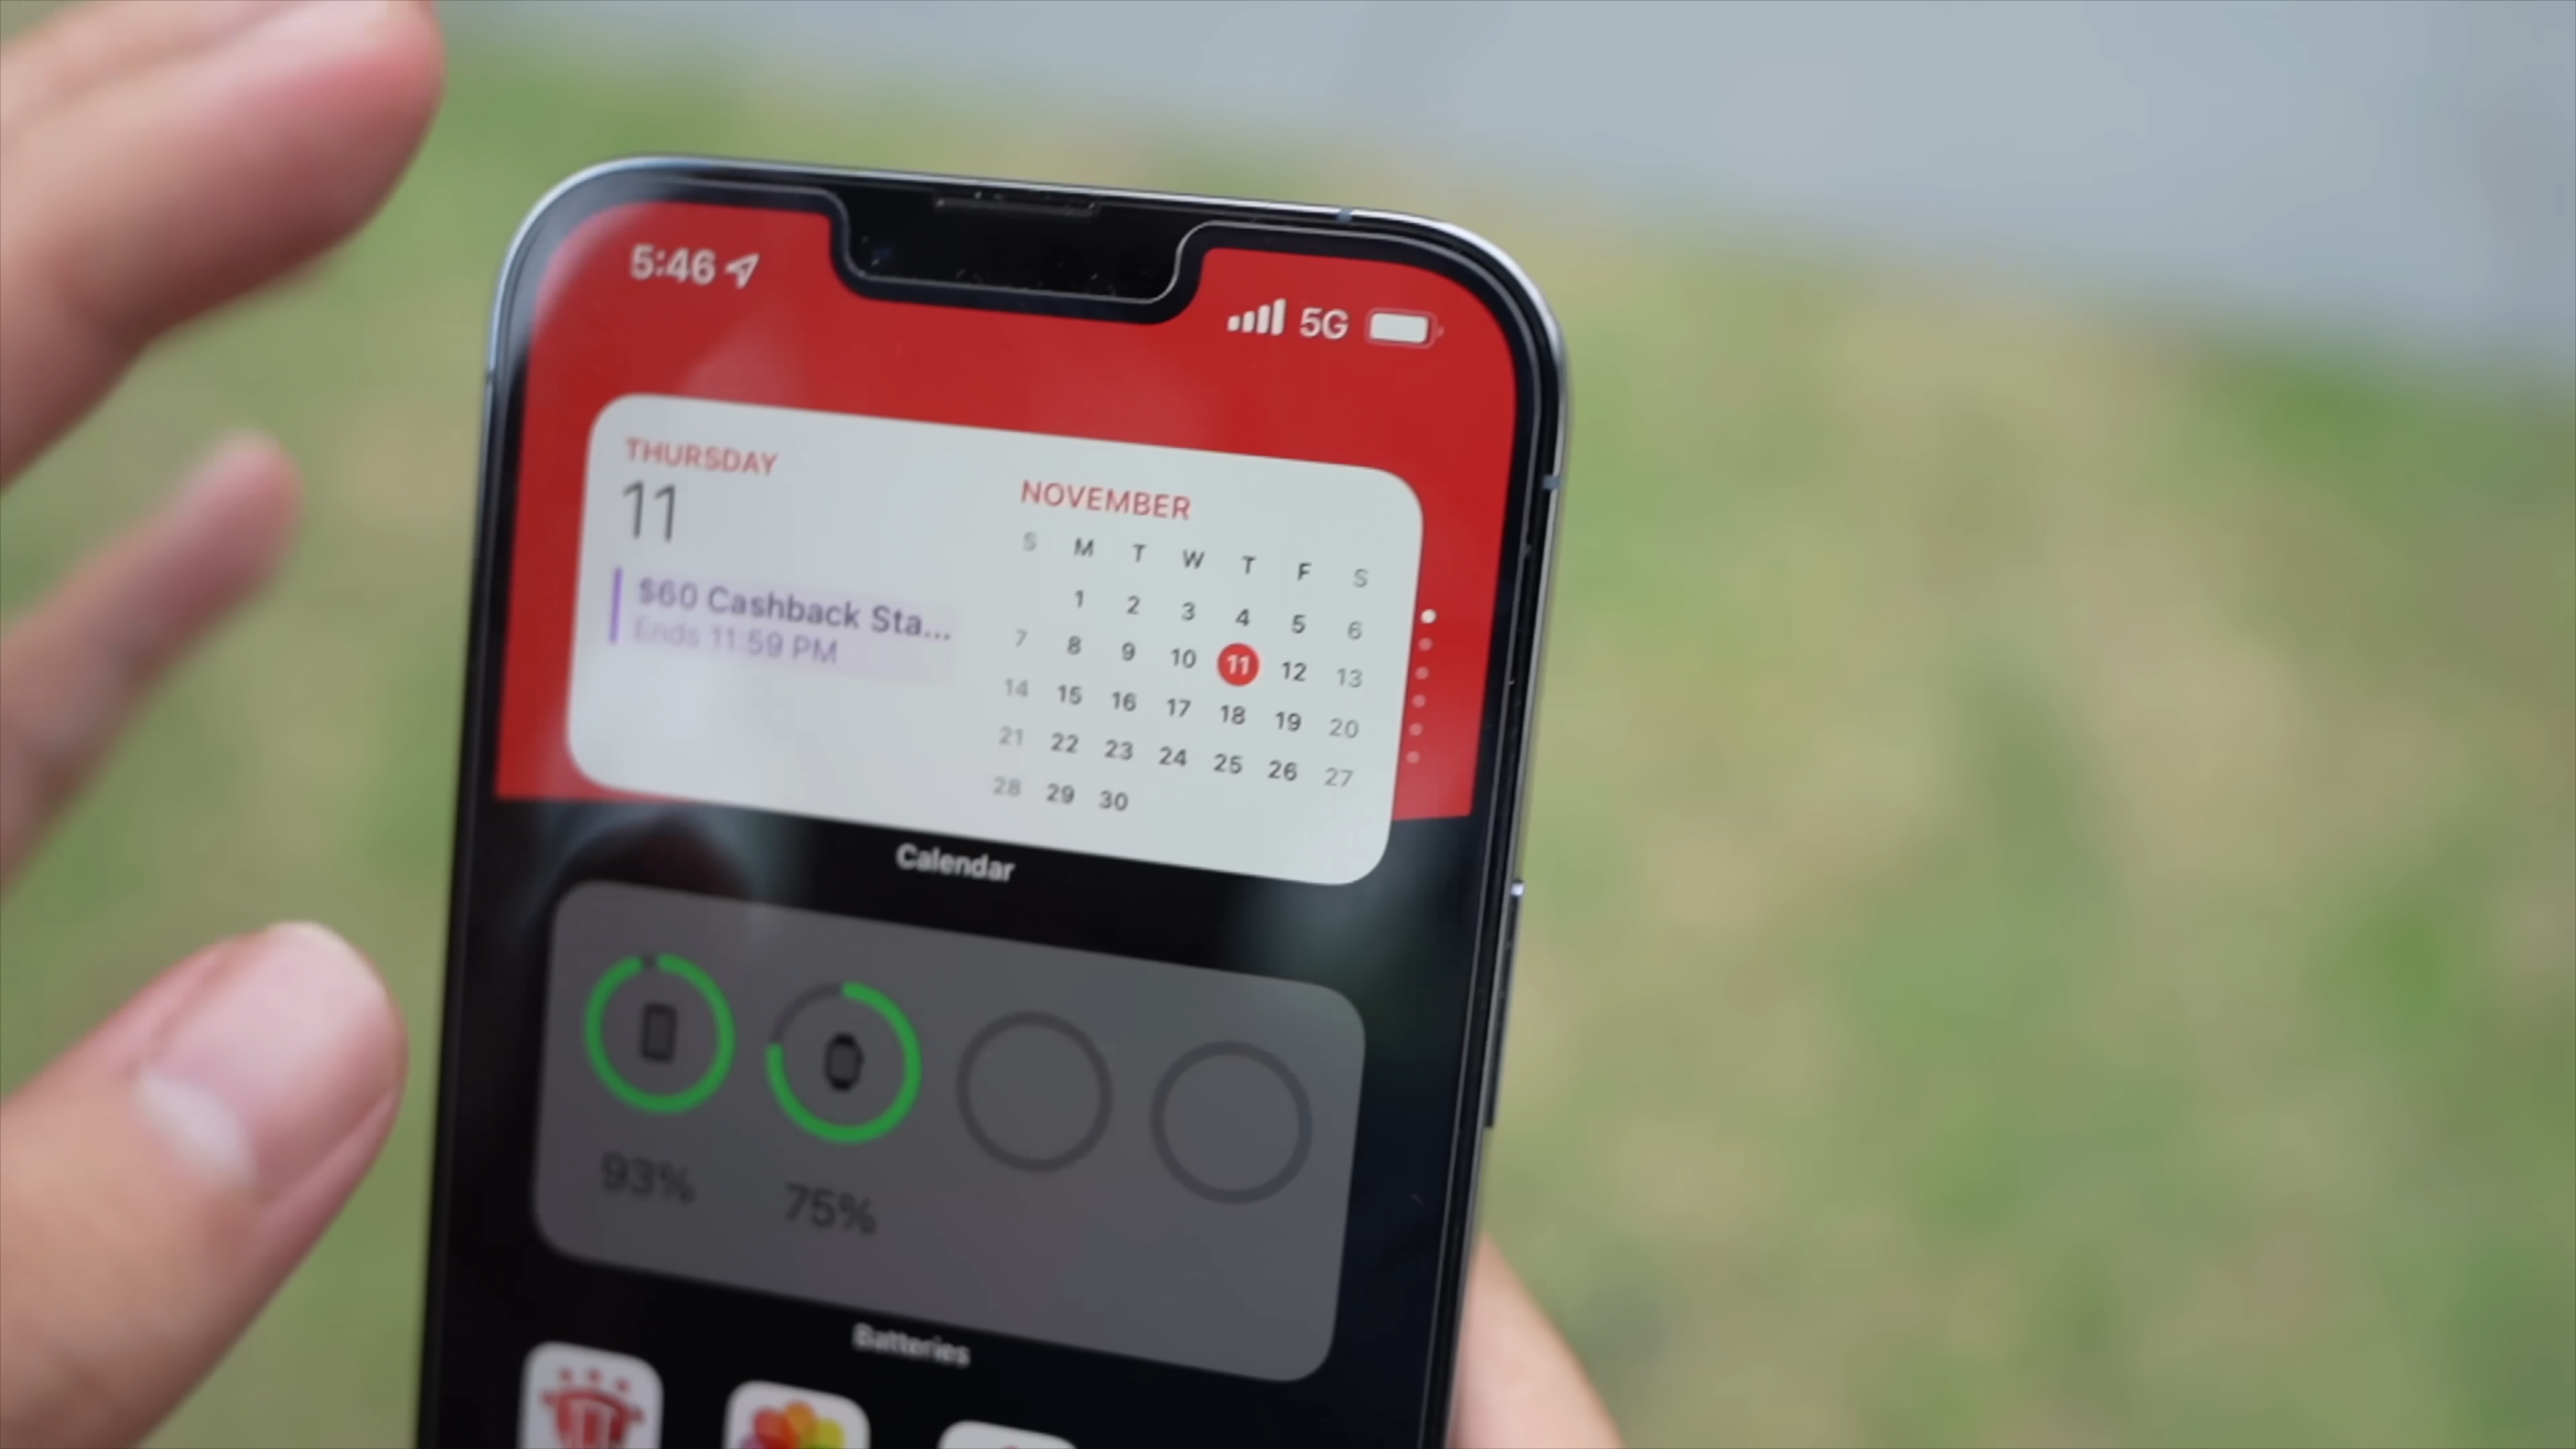 5:46
5G
THURSDAY
11
$60 Cashback Sta...
Ends 11:59 PM
NOVEMBER
S M T W T F S
1 2 3 4 5 6
7 8 9 10 11 12 13
14 15 16 17 18 19 20
21 22 23 24 25 26 27
28 29 30
Calendar
93% 75%
Batteries